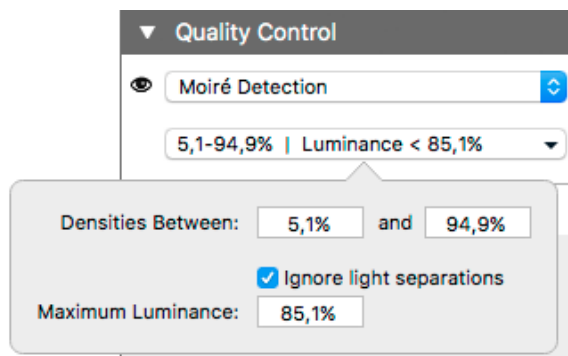 Quality Control
Moiré Detection
5,1-94,9% | Luminance < 85,1%
Densities Between: 5,1% and 94,9%
Ignore light separations
Maximum Luminance: 85,1%